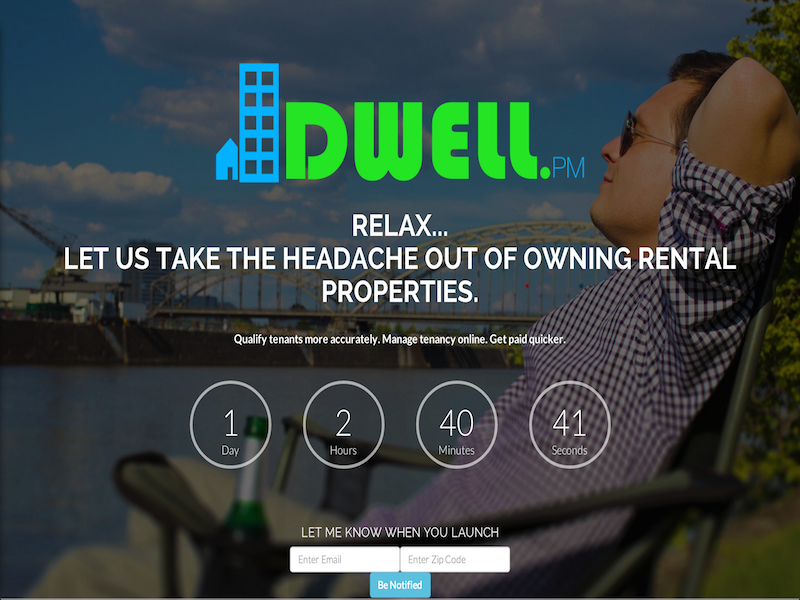 DWELL.PM
RELAX...
LET US TAKE THE HEADACHE OUT OF OWNING RENTAL
PROPERTIES.
Qualify tenants more accurately. Manage tenancy online. Get paid quicker.
1 2 40 41
Day Hours Minutes Seconds
LET ME KNOW WHEN YOU LAUNCH
Enter Email Enter Zip Code
Be Notified